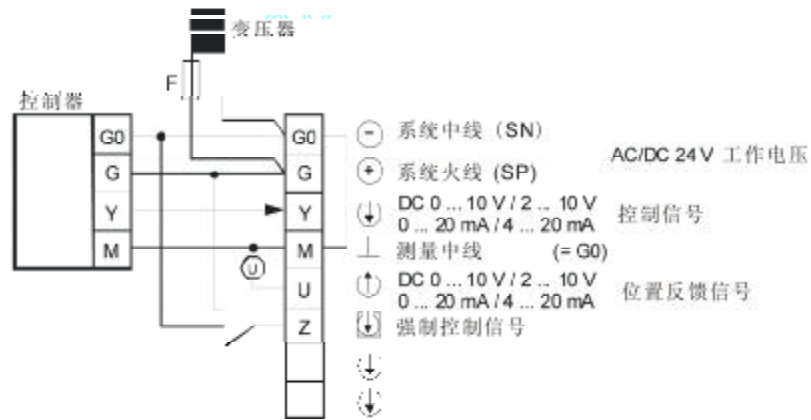 变压器
F
控制器
G0
G
Y
M
G0
G
Y
M
U
Z
U
系统中线 (SN)
系统火线 (SP)
AC/DC 24 V 工作电压
DC 0 ... 10 V / 2 ... 10 V
0 ... 20 mA / 4 ... 20 mA
控制信号
测量中线 (= G0)
DC 0 ... 10 V / 2 ... 10 V
0 ... 20 mA / 4 ... 20 mA
位置反馈信号
强制控制信号